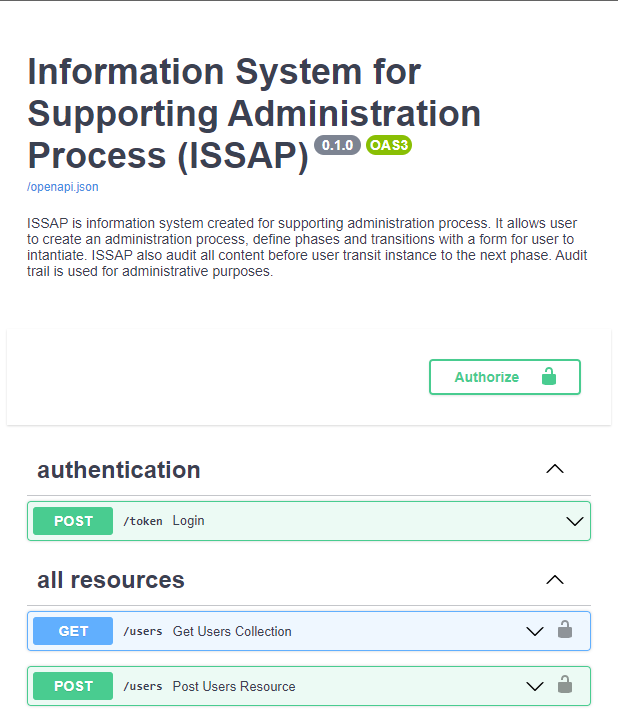 Information System for
Supporting Administration
Process (ISSAP) 0.1.0 OAS3
/openapi.json
ISSAP is information system created for supporting administration process. It allows user
to create an administration process, define phases and transitions with a form for user to
intantiate. ISSAP also audit all content before user transit instance to the next phase. Audit
trail is used for administrative purposes.
Authorize
authentication
POST /token Login
all resources
GET /users Get Users Collection
POST /users Post Users Resource